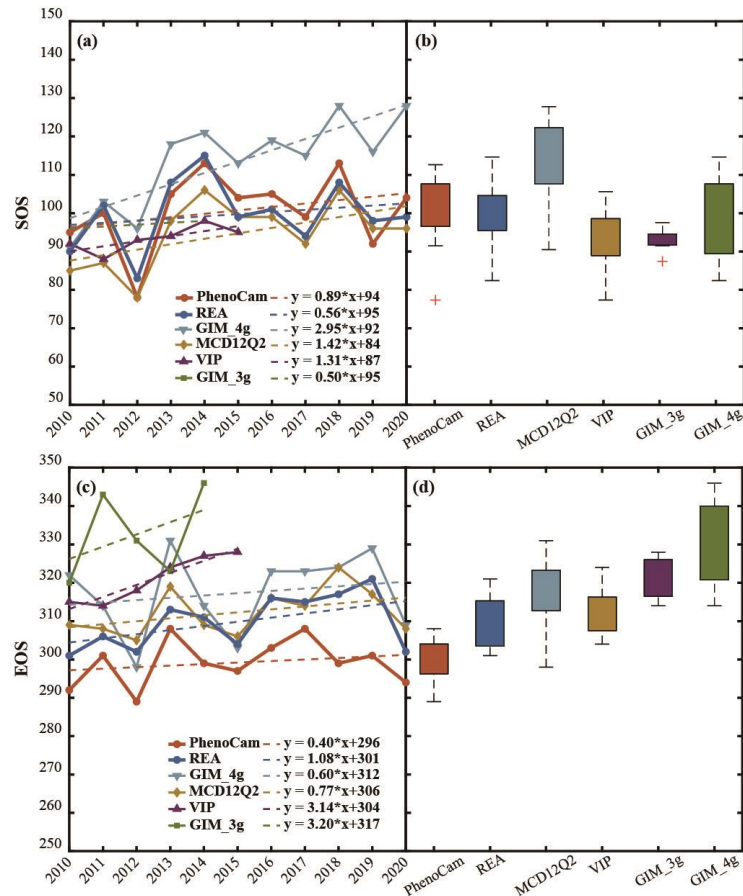 (a)
(b)
SOS
150
140
130
120
110
100
90
80
70
60
50
PhenoCam y = 0.89*x+94
REA y = 0.56*x+95
GIM_4g y = 2.95*x+92
MCD12Q2 y = 1.42*x+84
VIP y = 1.31*x+87
GIM_3g y = 0.50*x+95
2010 2011 2012 2013 2014 2015 2016 2017 2018 2019 2020
PhenoCam REA MCD12Q2 VIP GIM_3g GIM_4g
(c)
(d)
EOS
350
340
330
320
310
300
290
280
270
260
250
PhenoCam y = 0.40*x+296
REA y = 1.08*x+301
GIM_4g y = 0.60*x+312
MCD12Q2 y = 0.77*x+306
VIP y = 3.14*x+304
GIM_3g y = 3.20*x+317
2010 2011 2012 2013 2014 2015 2016 2017 2018 2019 2020
PhenoCam REA MCD12Q2 VIP GIM_3g GIM_4g